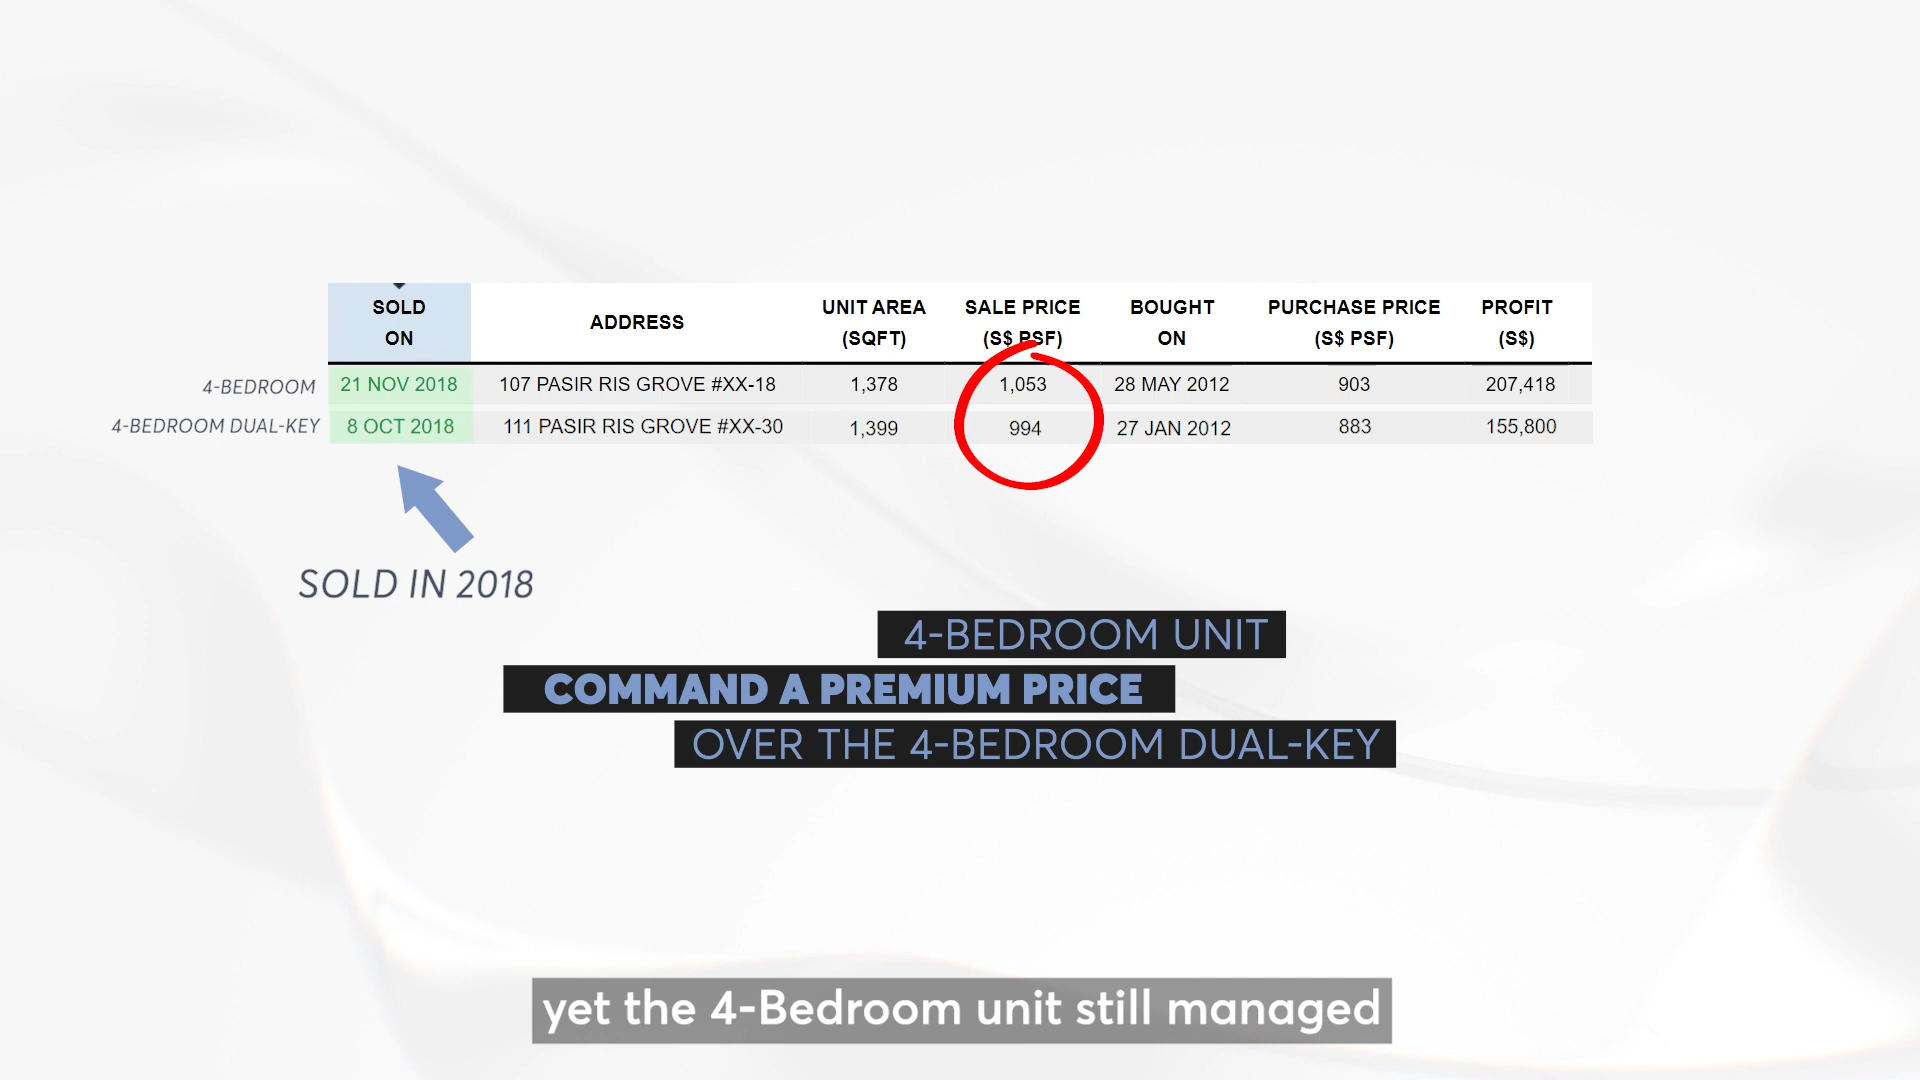 SOLD ON ADDRESS UNIT AREA (SQFT) SALE PRICE (S$ PSF) BOUGHT ON PURCHASE PRICE (S$ PSF) PROFIT (S$)
4-BEDROOM 21 NOV 2018 107 PASIR RIS GROVE #XX-18 1,378 1,053 28 MAY 2012 903 207,418
4-BEDROOM DUAL-KEY 8 OCT 2018 111 PASIR RIS GROVE #XX-30 1,399 994 27 JAN 2012 883 155,800
SOLD IN 2018
4-BEDROOM UNIT
COMMAND A PREMIUM PRICE
OVER THE 4-BEDROOM DUAL-KEY
yet the 4-Bedroom unit still managed